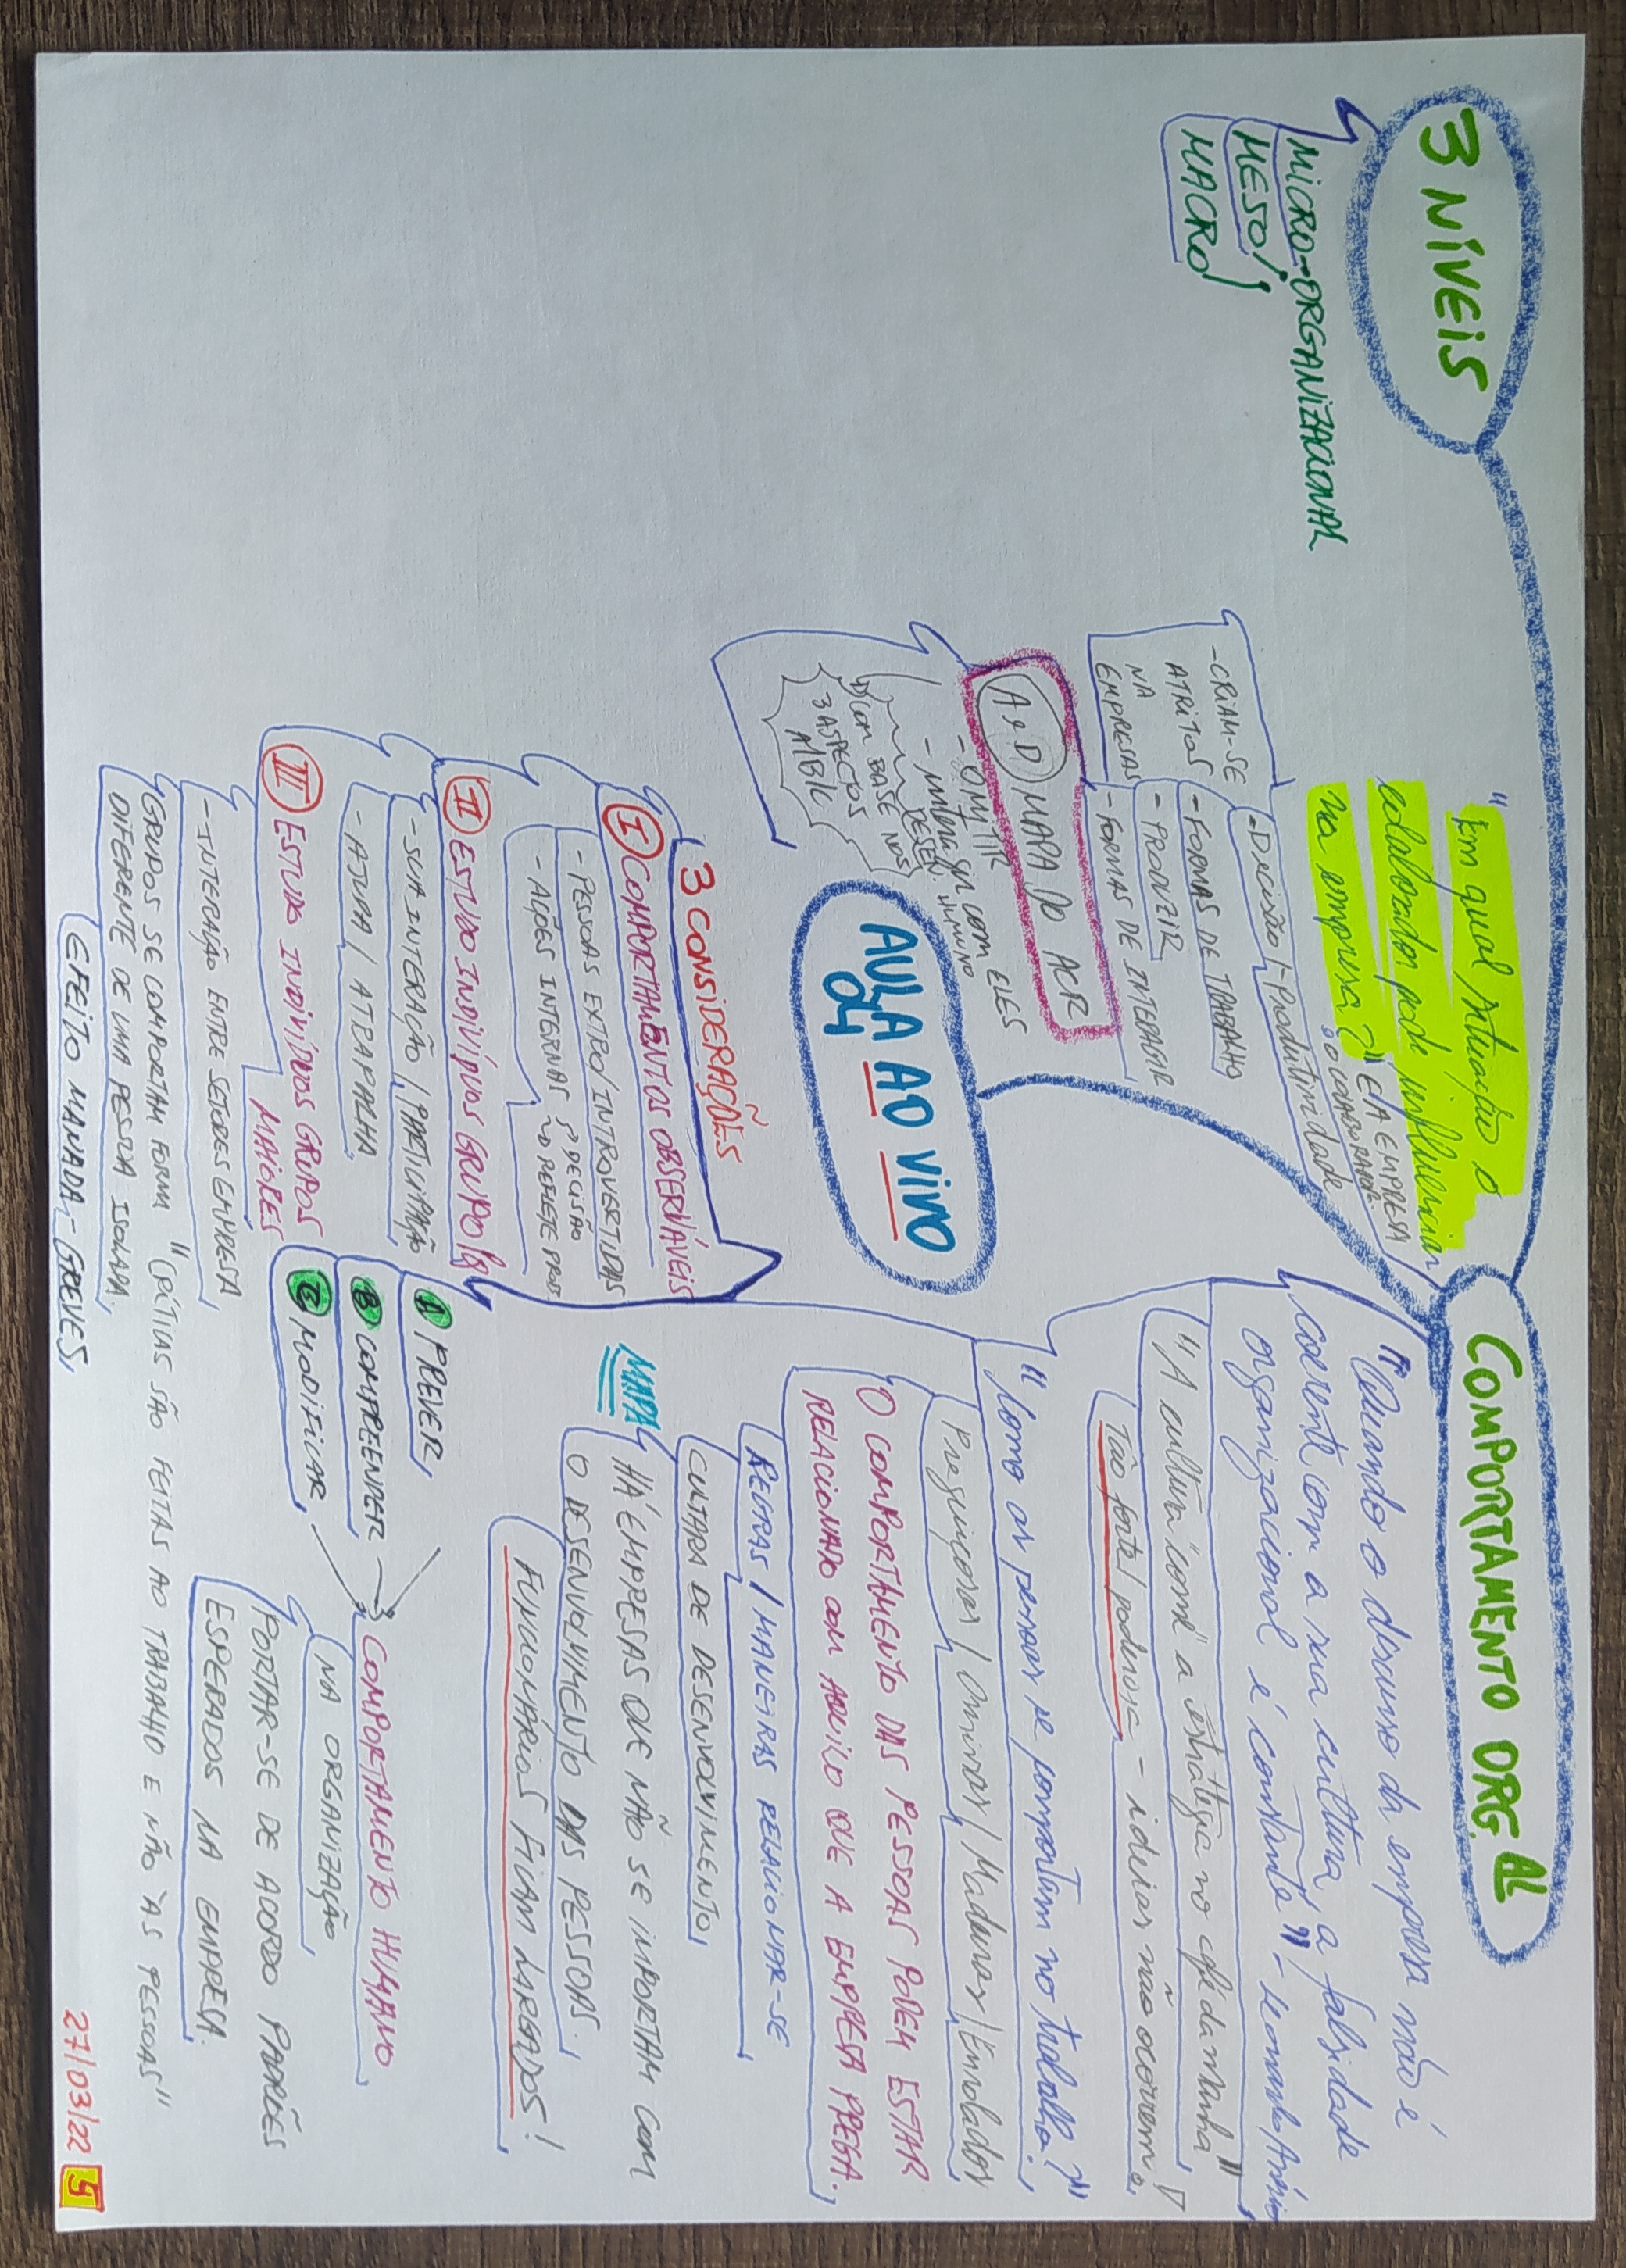 3 NÍVEIS
MICRO-ORGANIZACIONAL
MESO/
MACRO
COMPORTAMENTO ORG.AL
"Quando o discurso da empresa não é
coerente com a sua cultura, a falsidade
organizacional é constante" - Leonardo
"A cultura "come" a estratégia no café da manhã"
Tão forte/poderosa - ideias não ocorrem!
"Como as pessoas se comportam no trabalho?"
Preguiçosas / Omissas / Maduras / Enrolador
O COMPORTAMENTO DAS PESSOAS PODEM ESTAR
RELACIONADO COM AQUILO QUE A EMPRESA PREGA.
REGRAS / MANEIRAS RELACIONAR-SE
CULTARA DE DESENVOLVIMENTO
MAPA
HÁ EMPRESAS QUE NÃO SE IMPORTAM COM
O DESENVOLVIMENTO DAS PESSOAS.
FUNCIONÁRIOS FICAM LARGADOS!
A PREVER
B COMPREENDER
C MODIFICAR
COMPORTAMENTO HUMANO
NA ORGANIZAÇÃO
PORTAR-SE DE ACORDO PADRÕES
ESPERADOS NA EMPRESA.
"CRÍTICAS SÃO FEITAS AO TRABALHO E NÃO ÀS PESSOAS"
"Em qual situação o
colaborador pode influenciar
na empresa?" E A EMPRESA
O COLABORADOR.
- Decisão - Produtividade
- FORMAS DE TRABALHO
- PRODUZIR
- FORMAS DE INTERAGIR
- CRIAM-SE
ATRITOS
NA
EMPRESAS
A e D MAPA DO ACR
- OMITIR
- interagir com ELES
DESEN. HUMANO
COM BASE NOS
3 ASPECTOS
A/B/C
AULA AO VIVO
04
3 CONSIDERAÇÕES
I COMPORTAMENTOS OBSERVÁVEIS
- PESSOAS EXTRO/INTROVERTIDAS
- AÇÕES INTERNAS DECISÃO
REFLETE PROB.
II ESTUDO INDIVÍDUOS GRUPO PQ
- SUA INTERAÇÃO / PARTICIPAÇÃO
- AJUDA / ATRAPALHA
III ESTUDO INDIVÍDUOS GRUPOS
MAIORES
- INTERAÇÃO ENTRE SETORES EMPRESA
GRUPOS SE COMPORTAM FORMA
DIFERENTE DE UMA PESSOA ISOLADA.
EFEITO MANADA - GREVES
27/03/22 5